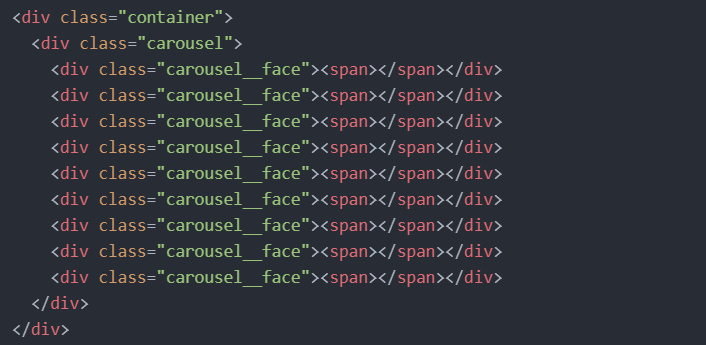 <div class="container">
  <div class="carousel">
    <div class="carousel__face"><span></span></div>
    <div class="carousel__face"><span></span></div>
    <div class="carousel__face"><span></span></div>
    <div class="carousel__face"><span></span></div>
    <div class="carousel__face"><span></span></div>
    <div class="carousel__face"><span></span></div>
    <div class="carousel__face"><span></span></div>
    <div class="carousel__face"><span></span></div>
    <div class="carousel__face"><span></span></div>
  </div>
</div>